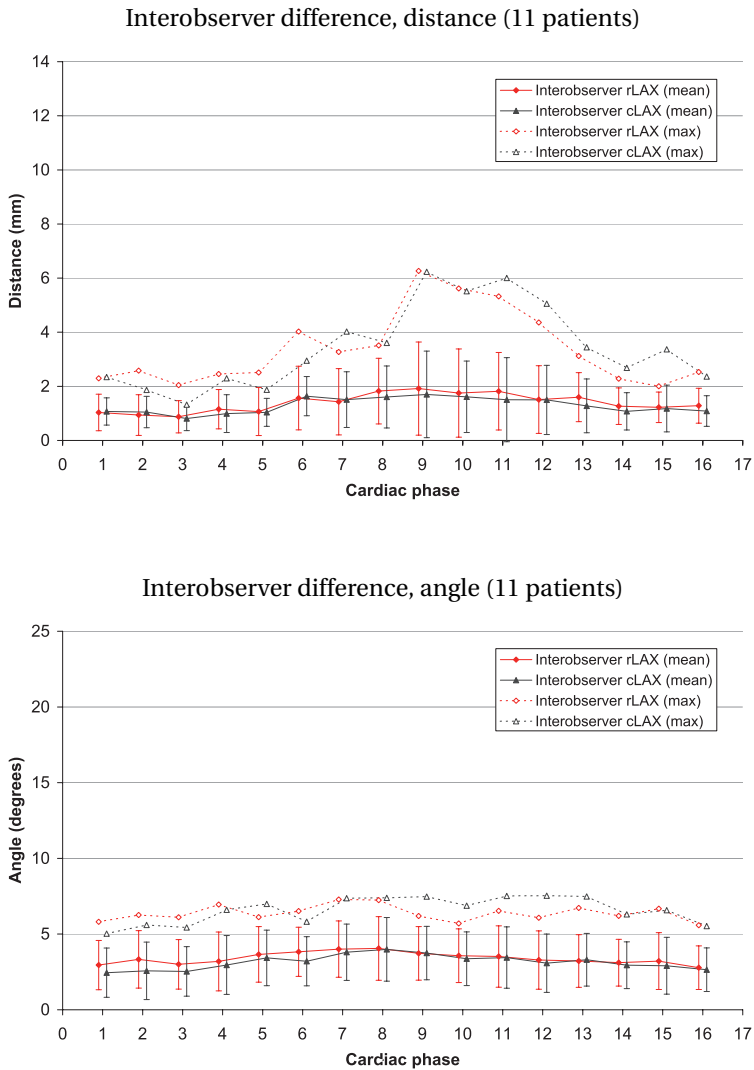 Interobserver difference, distance (11 patients)
14
12
10
8
6
4
2
0
Distance (mm)
Interobserver rLAX (mean)
Interobserver cLAX (mean)
Interobserver rLAX (max)
Interobserver cLAX (max)
0 1 2 3 4 5 6 7 8 9 10 11 12 13 14 15 16 17
Cardiac phase
Interobserver difference, angle (11 patients)
25
20
15
10
5
0
Angle (degrees)
Interobserver rLAX (mean)
Interobserver cLAX (mean)
Interobserver rLAX (max)
Interobserver cLAX (max)
0 1 2 3 4 5 6 7 8 9 10 11 12 13 14 15 16 17
Cardiac phase